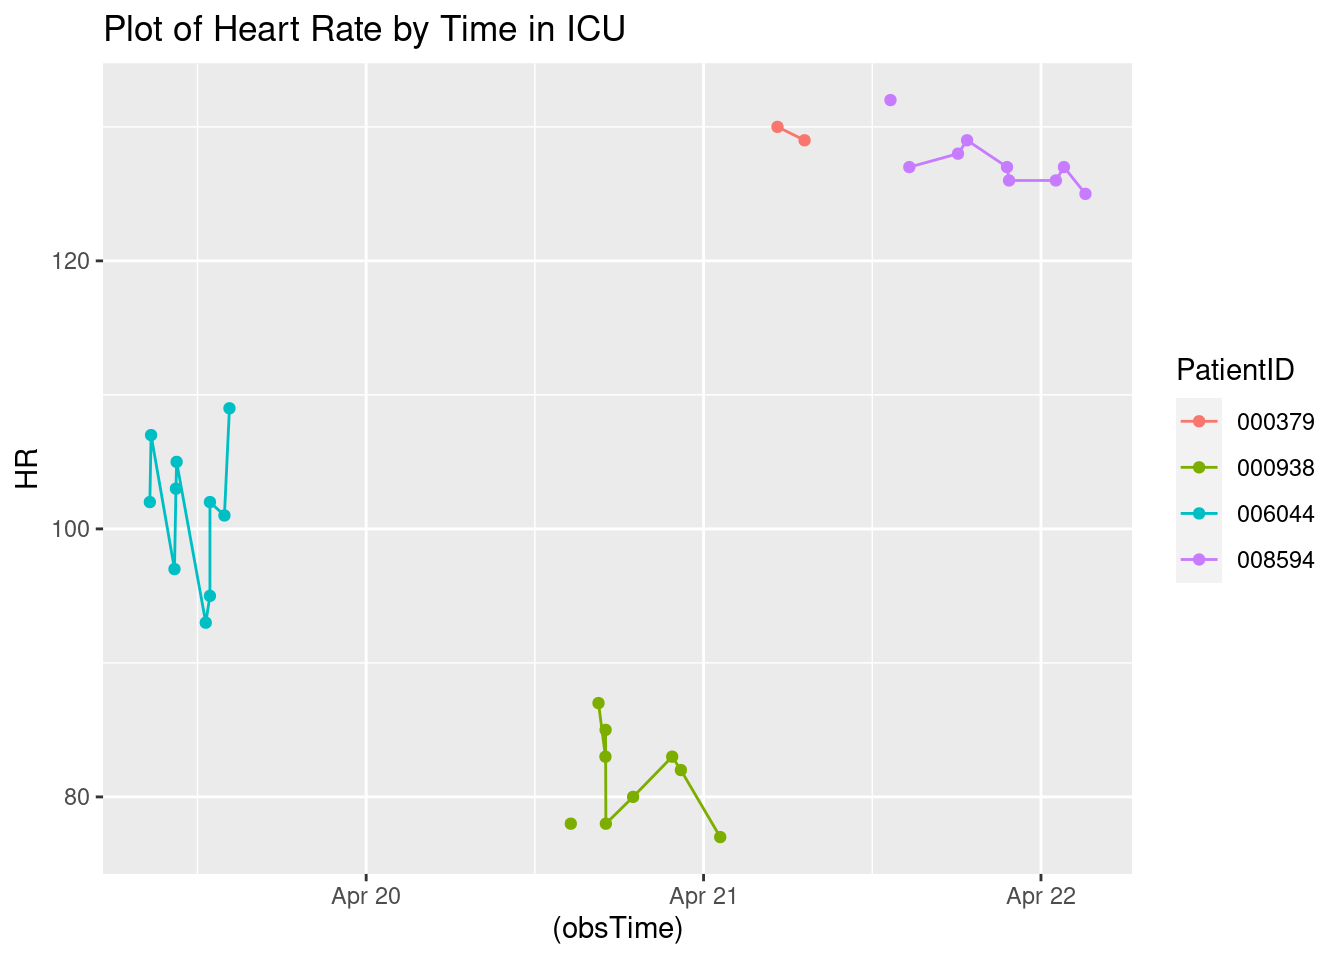 Plot of Heart Rate by Time in ICU
HR
120
100
80
Apr 20
Apr 21
Apr 22
(obsTime)
PatientID
000379
000938
006044
008594